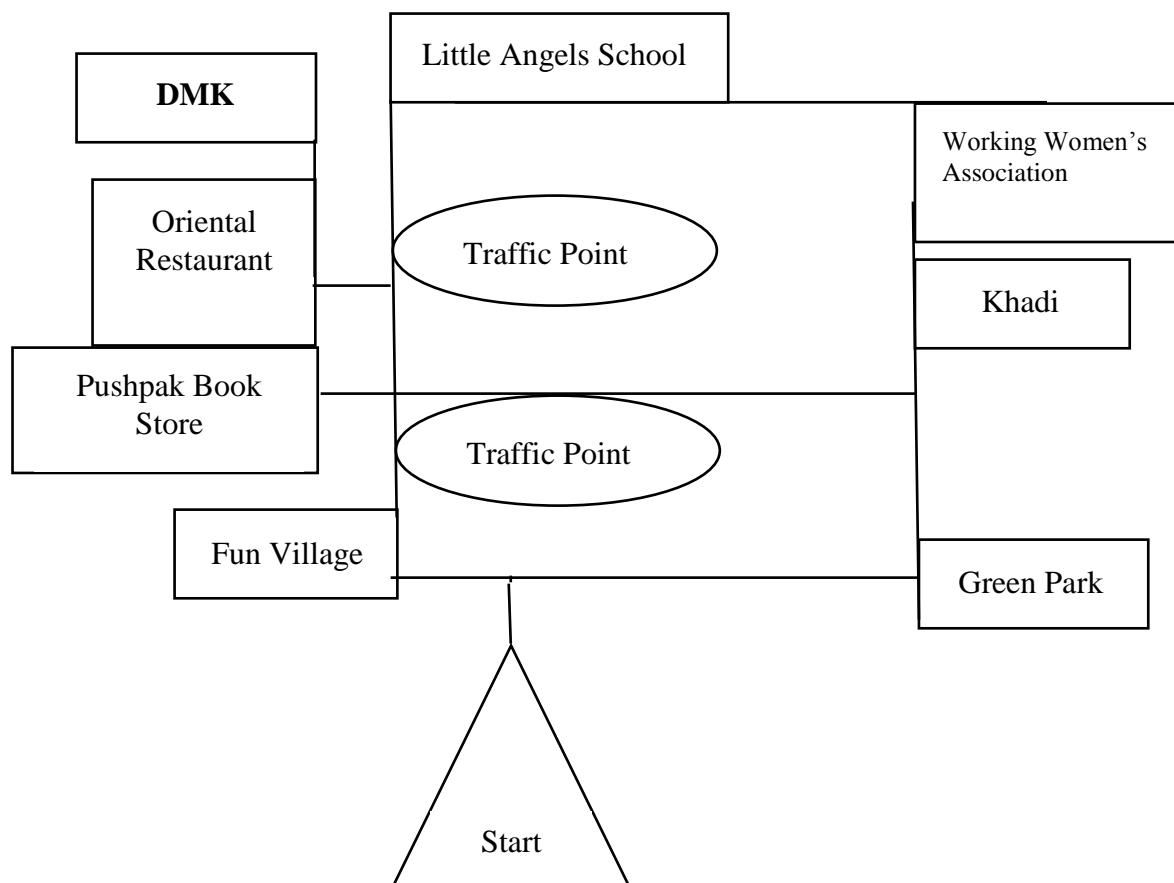 Little Angels School
DMK
Working Women’s
Association
Oriental
Restaurant
Traffic Point
Khadi
Pushpak Book
Store
Traffic Point
Fun Village
Green Park
Start